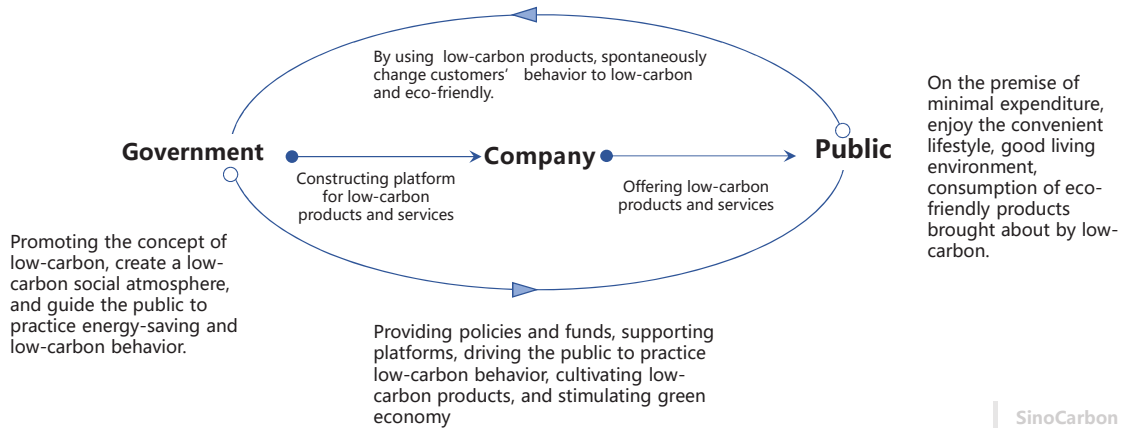 By using low-carbon products, spontaneously
change customers‘ behavior to low-carbon
and eco-friendly.
On the premise of
minimal expenditure,
enjoy the convenient
lifestyle, good living
environment,
consumption of eco-
friendly products
brought about by low-
carbon.
Government
Company
Public
Constructing platform
for low-carbon
products and services
Offering low-carbon
products and services
Promoting the concept of
low-carbon, create a low-
carbon social atmosphere,
and guide the public to
practice energy-saving and
low-carbon behavior.
Providing policies and funds, supporting
platforms, driving the public to practice
low-carbon behavior, cultivating low-
carbon products, and stimulating green
economy
SinoCarbon